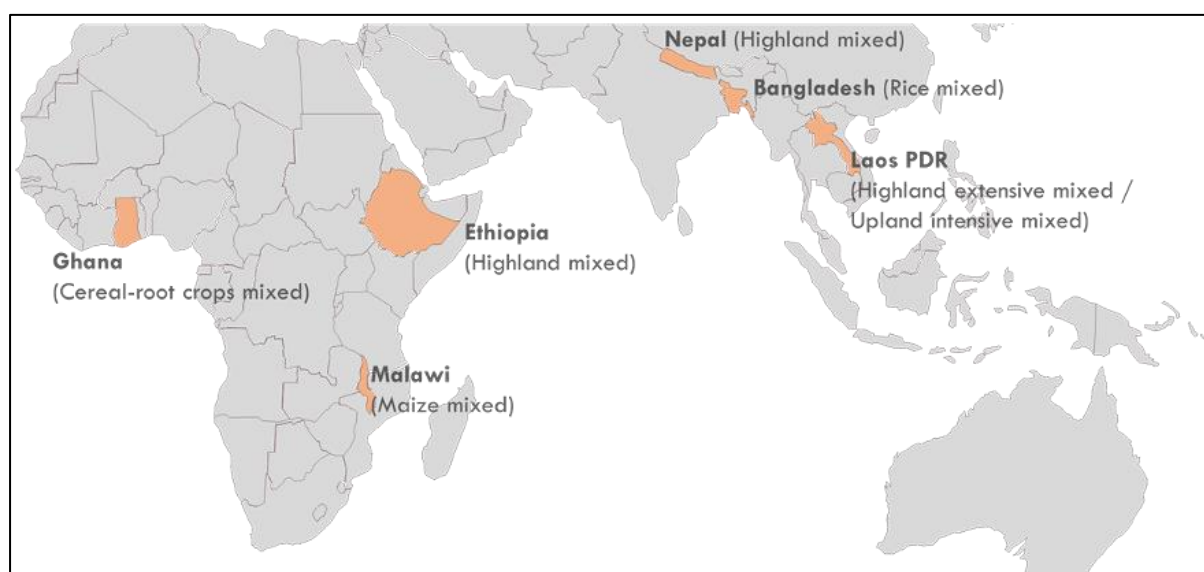 Nepal (Highland mixed)
Bangladesh (Rice mixed)
Laos PDR
(Highland extensive mixed /
Upland intensive mixed)
Ethiopia
(Highland mixed)
Ghana
(Cereal-root crops mixed)
Malawi
(Maize mixed)